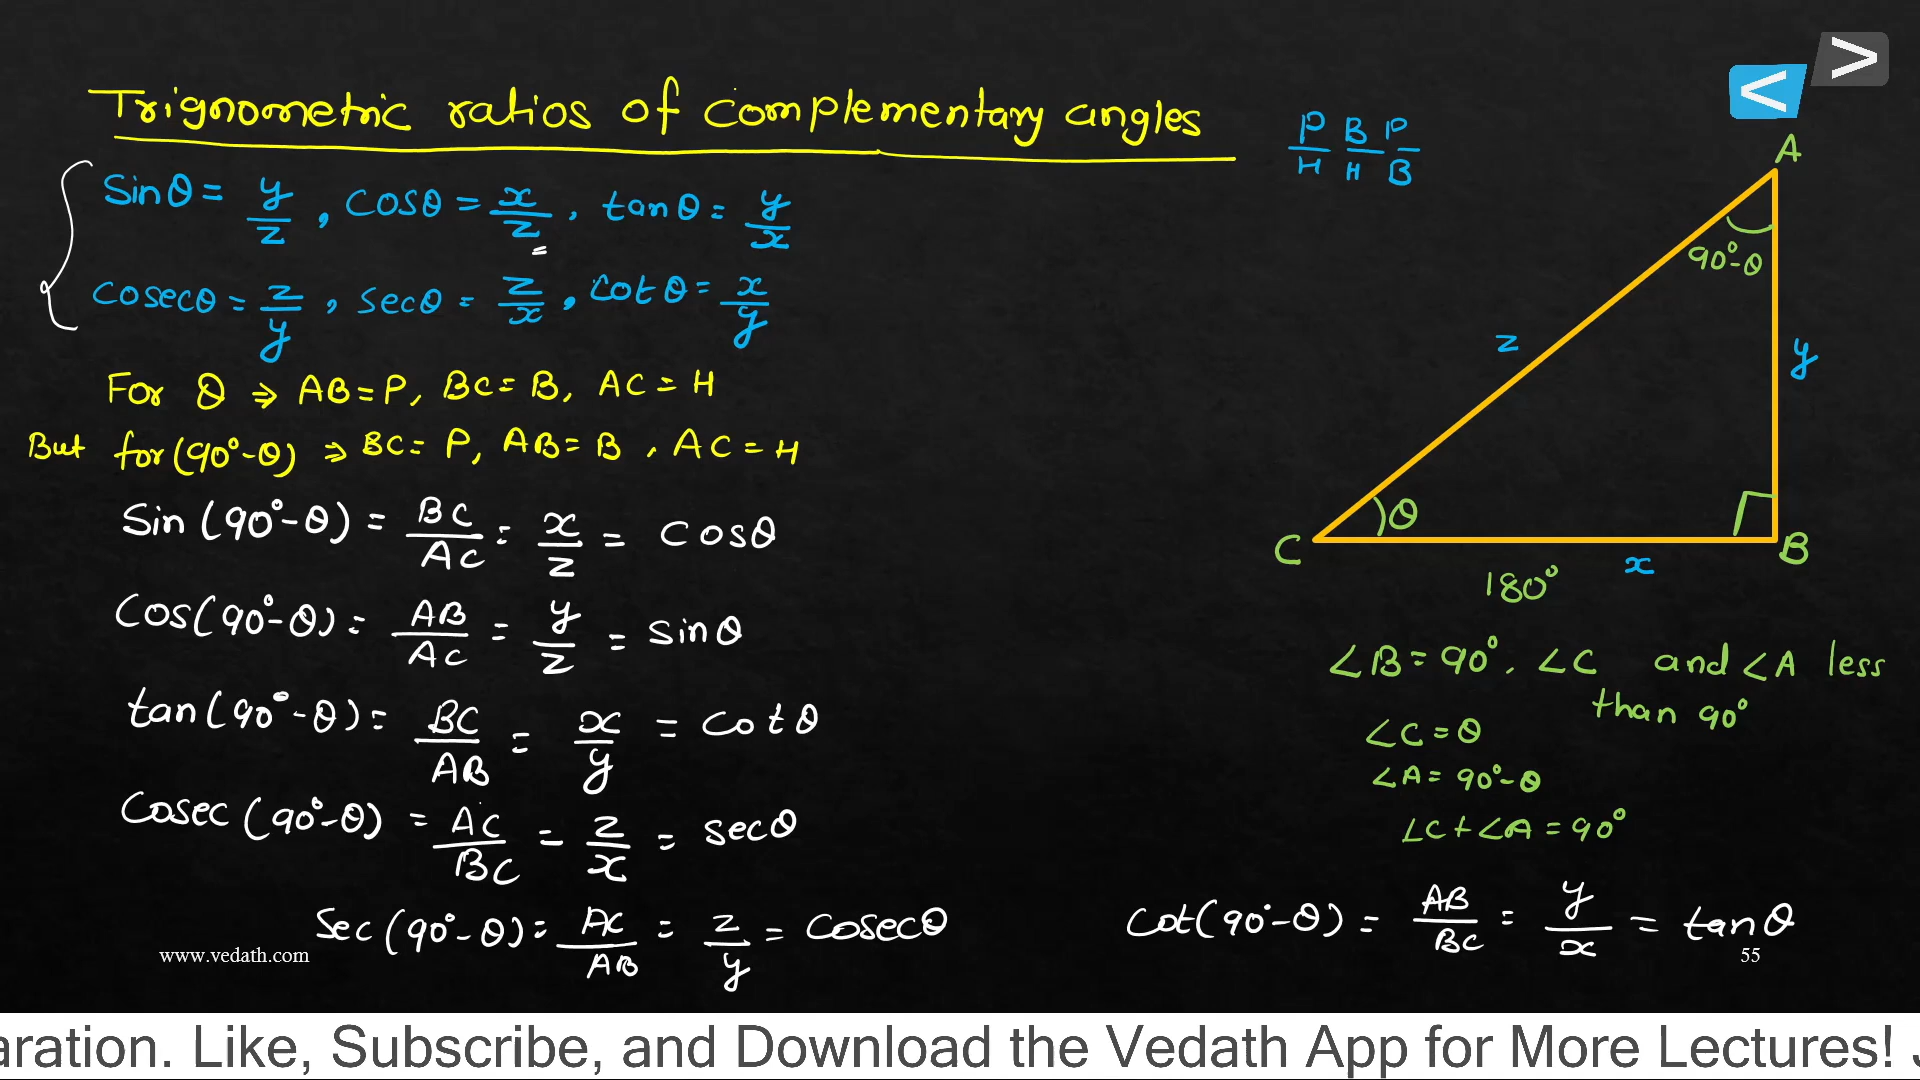 Trignometric ratios of complementary angles
P/H B/H P/B
Sinθ = y/z , cosθ = x/z , tanθ = y/x
cosecθ = z/y , secθ = z/x , cotθ = x/y
For θ ⇒ AB = P, BC = B, AC = H
But for (90°-θ) ⇒ BC = P, AB = B, AC = H
Sin (90°-θ) = BC/AC = x/z = cosθ
Cos(90°-θ) = AB/AC = y/z = sinθ
tan(90°-θ) = BC/AB = x/y = cotθ
Cosec (90°-θ) = AC/BC = z/x = secθ
Sec (90°-θ) = AC/AB = z/y = cosecθ
A
90°-θ
z
y
θ
C
B
x
180°
∠B = 90°, ∠C and ∠A less
than 90°
∠C = θ
∠A = 90°-θ
∠C + ∠A = 90°
cot(90°-θ) = AB/BC = y/x = tanθ
www.vedath.com
55
aration. Like, Subscribe, and Download the Vedath App for More Lectures!